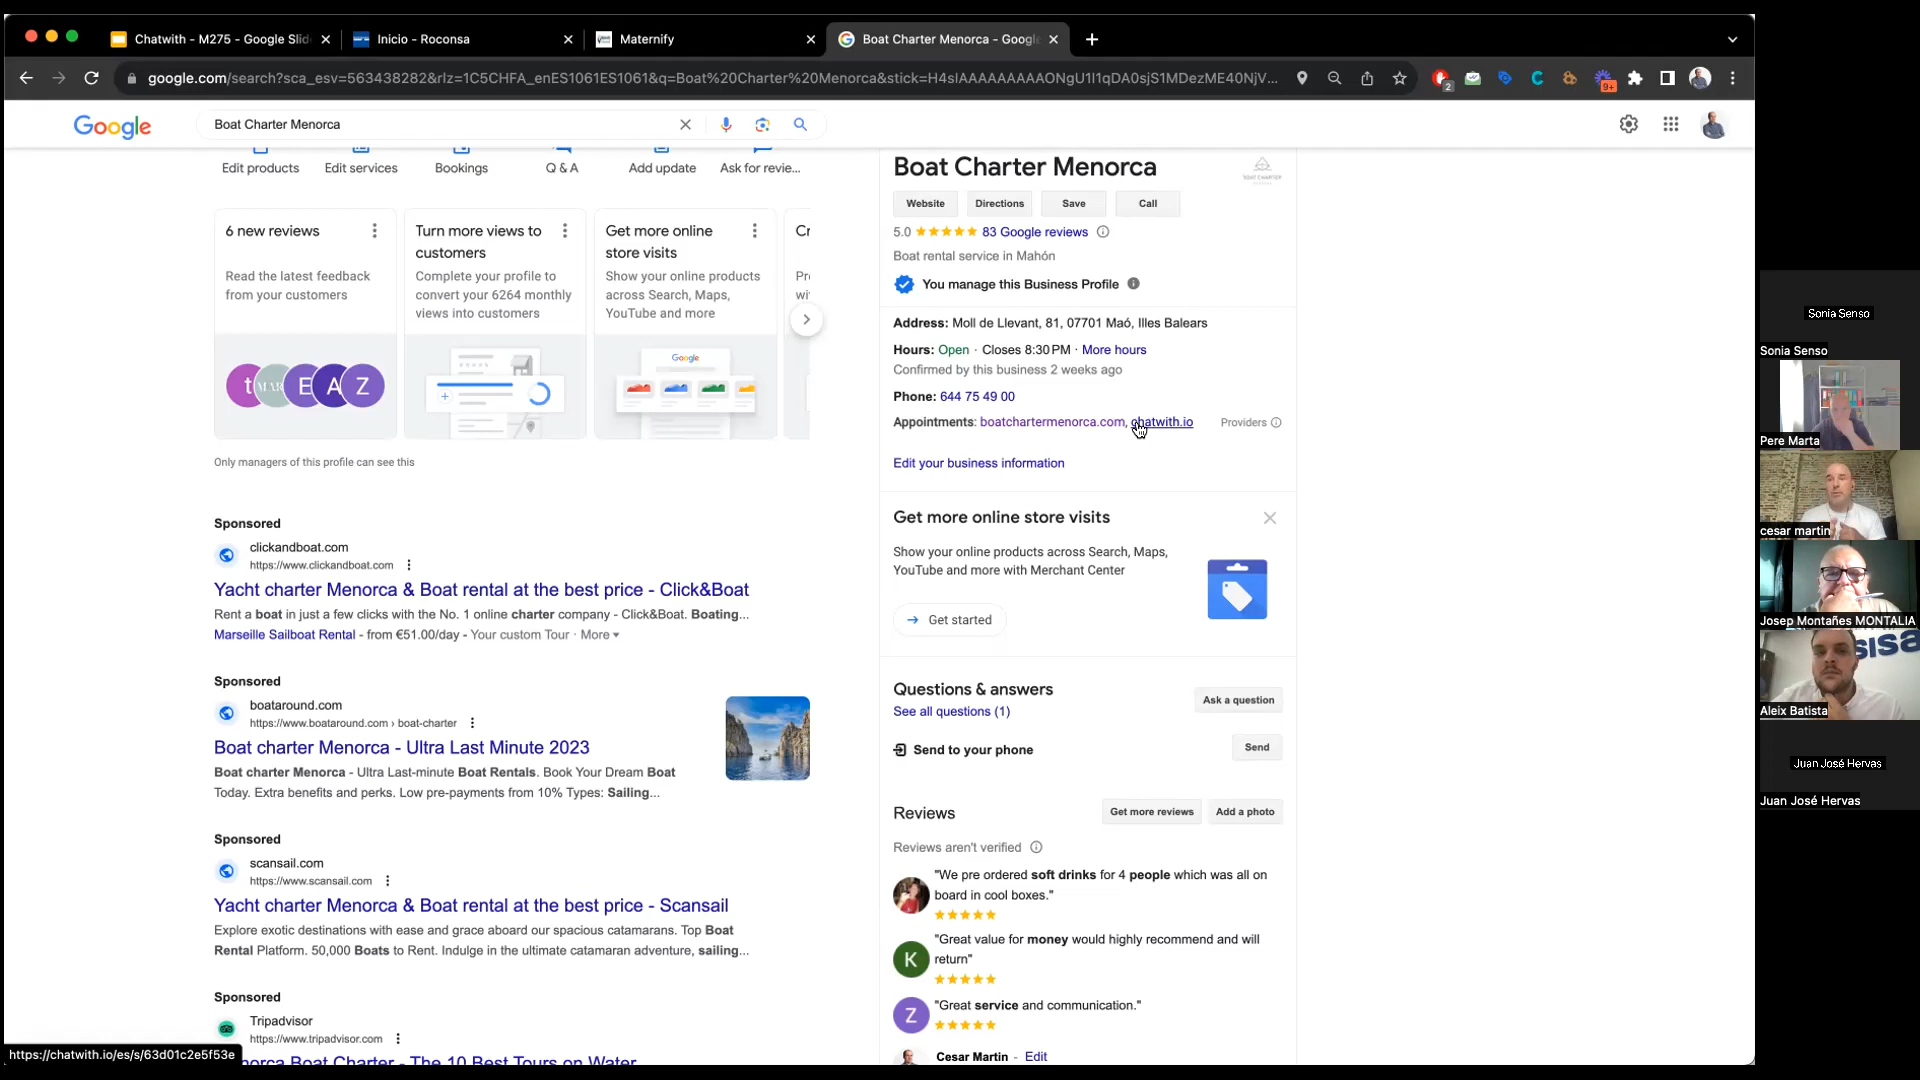 Chatwith - M275 - Google Slid
Inicio - Roconsa
Maternify
Boat Charter Menorca - Google
google.com/search?sca_esv=563438282&rlz=1C5CHFA_enES1061ES1061&q=Boat%20Charter%20Menorca&stick=H4sIAAAAAAAAAONgU1I1qDA0sjS1MDezME40NjV...
2
9+
Google
Boat Charter Menorca
Edit products
Edit services
Bookings
Q & A
Add update
Ask for revie...
6 new reviews
Read the latest feedback
from your customers
t
MAR
E
A
Z
Turn more views to
customers
Complete your profile to
convert your 6264 monthly
views into customers
Get more online
store visits
Show your online products
across Search, Maps,
YouTube and more
Google
Cr
Pr
wi
Only managers of this profile can see this
Sponsored
clickandboat.com
https://www.clickandboat.com
Yacht charter Menorca & Boat rental at the best price - Click&Boat
Rent a boat in just a few clicks with the No. 1 online charter company - Click&Boat. Boating...
Marseille Sailboat Rental - from €51.00/day - Your custom Tour · More
Sponsored
boataround.com
https://www.boataround.com › boat-charter
Boat charter Menorca - Ultra Last Minute 2023
Boat charter Menorca - Ultra Last-minute Boat Rentals. Book Your Dream Boat
Today. Extra benefits and perks. Low pre-payments from 10% Types: Sailing...
Sponsored
scansail.com
https://www.scansail.com
Yacht charter Menorca & Boat rental at the best price - Scansail
Explore exotic destinations with ease and grace aboard our spacious catamarans. Top Boat
Rental Platform. 50,000 Boats to Rent. Indulge in the ultimate catamaran adventure, sailing...
Sponsored
Tripadvisor
https://www.tripadvisor.com
norca Boat Charter - The 10 Best Tours on Water
https://chatwith.io/es/s/63d01c2e5f53e
Boat Charter Menorca
BOAT CHARTER
Website
Directions
Save
Call
5.0 83 Google reviews
Boat rental service in Mahón
You manage this Business Profile
Address: Moll de Llevant, 81, 07701 Maó, Illes Balears
Hours: Open · Closes 8:30 PM · More hours
Confirmed by this business 2 weeks ago
Phone: 644 75 49 00
Appointments: boatchartermenorca.com, chatwith.io
Providers
Edit your business information
Get more online store visits
Show your online products across Search, Maps,
YouTube and more with Merchant Center
Get started
Questions & answers
See all questions (1)
Ask a question
Send to your phone
Send
Reviews
Get more reviews
Add a photo
Reviews aren't verified
"We pre ordered soft drinks for 4 people which was all on
board in cool boxes."
K
"Great value for money would highly recommend and will
return"
Z
"Great service and communication."
Cesar Martin - Edit
Sonia Senso
Sonia Senso
Pere Marta
cesar martin
Josep Montañes MONTALIA
sisa
Aleix Batista
Juan José Hervas
Juan José Hervas